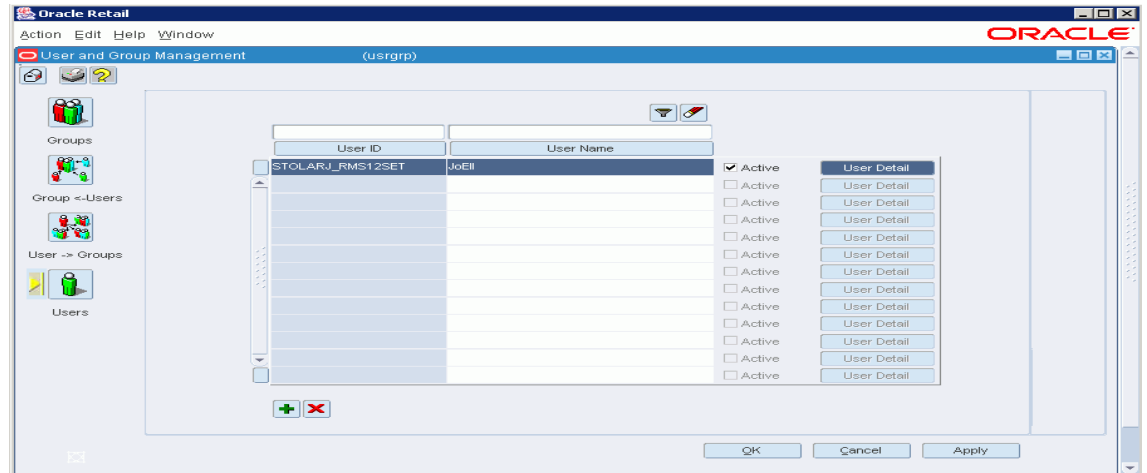 Oracle Retail
Action Edit Help Window
ORACLE
User and Group Management (usrgrp)
Groups
Group <-Users
User -> Groups
Users
User ID User Name
STOLARJ_RMS12SET JoEll Active User Detail
Active User Detail
Active User Detail
Active User Detail
Active User Detail
Active User Detail
Active User Detail
Active User Detail
Active User Detail
Active User Detail
Active User Detail
Active User Detail
Active User Detail
OK Cancel Apply